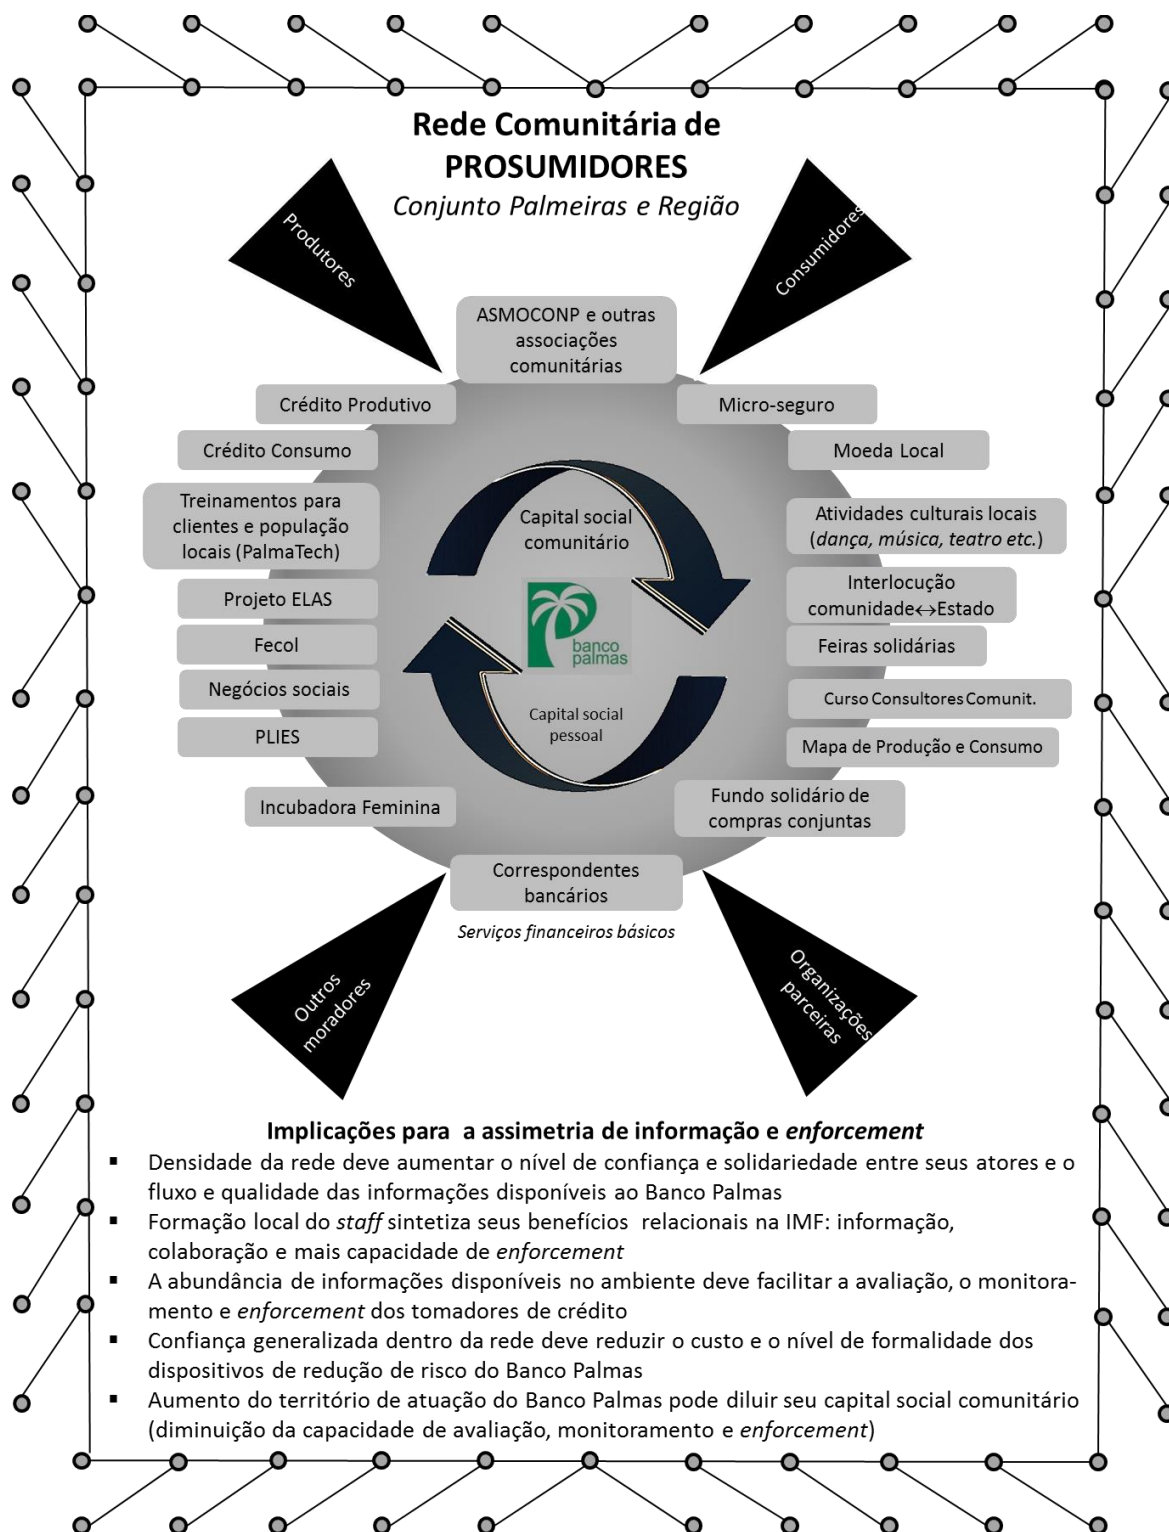 Rede Comunitária de
PROSUMIDORES
Conjunto Palmeiras e Região
Produtores
Consumidores
ASMOCONP e outras
associações
comunitárias
Crédito Produtivo
Micro-seguro
Crédito Consumo
Moeda Local
Treinamentos para
clientes e população
locais (PalmaTech)
Atividades culturais locais
(dança, música, teatro etc.)
Capital social
comunitário
Projeto ELAS
Interlocução
comunidade↔Estado
Fecol
banco
palmas
Feiras solidárias
Negócios sociais
Curso Consultores Comunit.
PLIES
Capital social
pessoal
Mapa de Produção e Consumo
Incubadora Feminina
Fundo solidário de
compras conjuntas
Correspondentes
bancários
Serviços financeiros básicos
Outros
moradores
Organizações
parceiras
Implicações para a assimetria de informação e enforcement
▪ Densidade da rede deve aumentar o nível de confiança e solidariedade entre seus atores e o
fluxo e qualidade das informações disponíveis ao Banco Palmas
▪ Formação local do staff sintetiza seus benefícios relacionais na IMF: informação,
colaboração e mais capacidade de enforcement
▪ A abundância de informações disponíveis no ambiente deve facilitar a avaliação, o monitora-
mento e enforcement dos tomadores de crédito
▪ Confiança generalizada dentro da rede deve reduzir o custo e o nível de formalidade dos
dispositivos de redução de risco do Banco Palmas
▪ Aumento do território de atuação do Banco Palmas pode diluir seu capital social comunitário
(diminuição da capacidade de avaliação, monitoramento e enforcement)